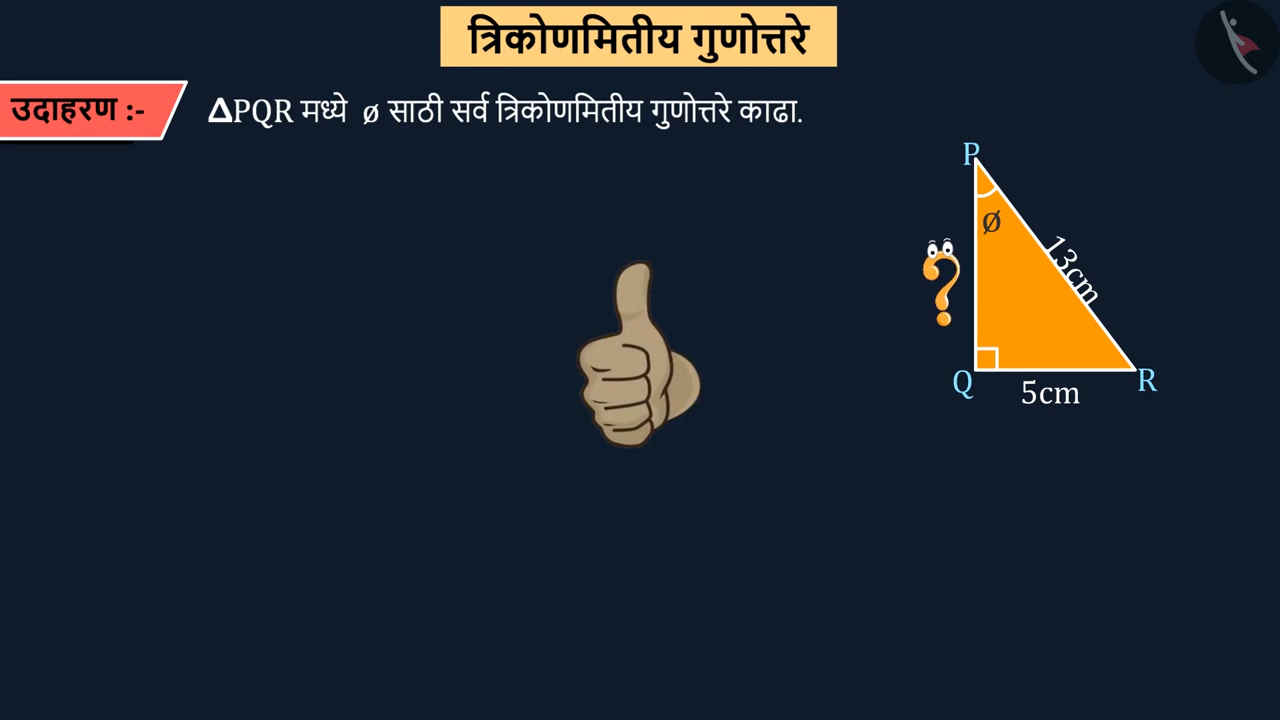 त्रिकोणमितीय गुणोत्तरे
उदाहरण :-
ΔPQR मध्ये ø साठी सर्व त्रिकोणमितीय गुणोत्तरे काढा.
P
ø
13cm
Q
R
5cm